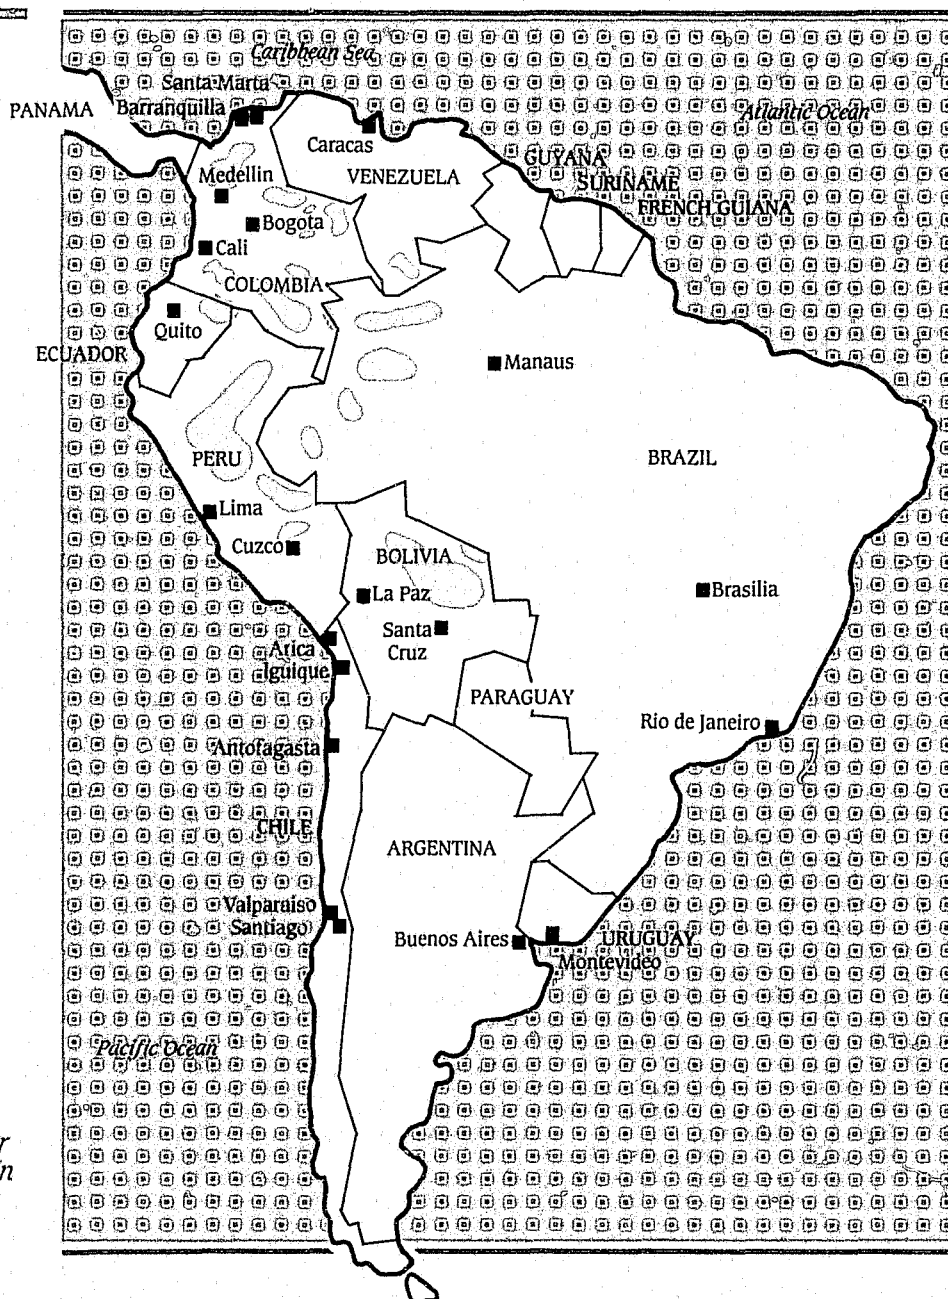 Caribbean Sea
Santa Marta
PANAMA
Barranquilla
Atlantic Ocean
Caracas
GUYANA
Medellin
VENEZUELA
SURINAME
FRENCH GUIANA
Bogota
Cali
COLOMBIA
Quito
ECUADOR
Manaus
PERU
BRAZIL
Lima
Cuzco
BOLIVIA
La Paz
Brasilia
Santa
Cruz
Arica
Iguique
PARAGUAY
Rio de Janeiro
Antofagasta
CHILE
ARGENTINA
Valparaiso
Santiago
Buenos Aires
URUGUAY
Montevideo
Pacific Ocean